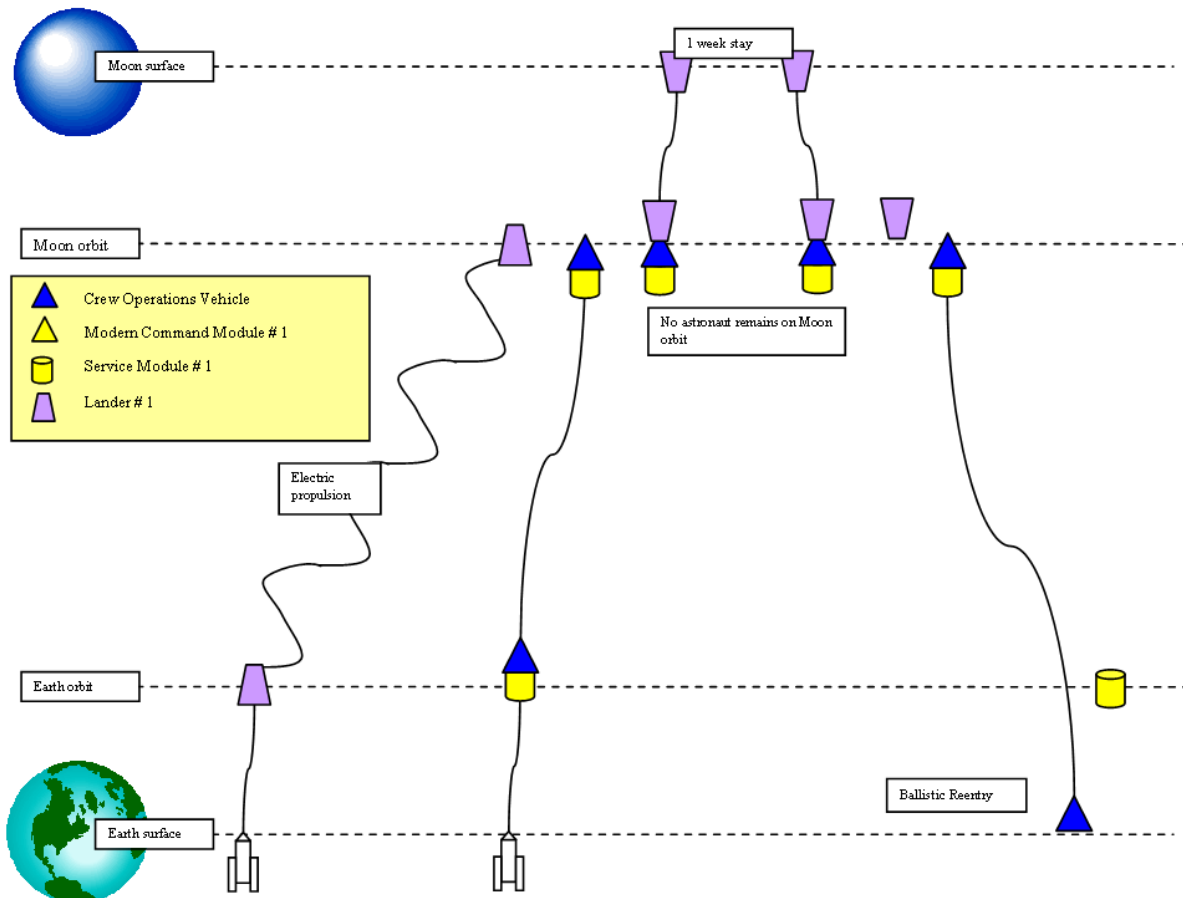 1 week stay
Moon surface
Moon orbit
Crew Operations Vehicle
Modern Command Module # 1
Service Module # 1
Lander # 1
No astronaut remains on Moon
orbit
Electric
propulsion
Earth orbit
Ballistic Reentry
Earth surface